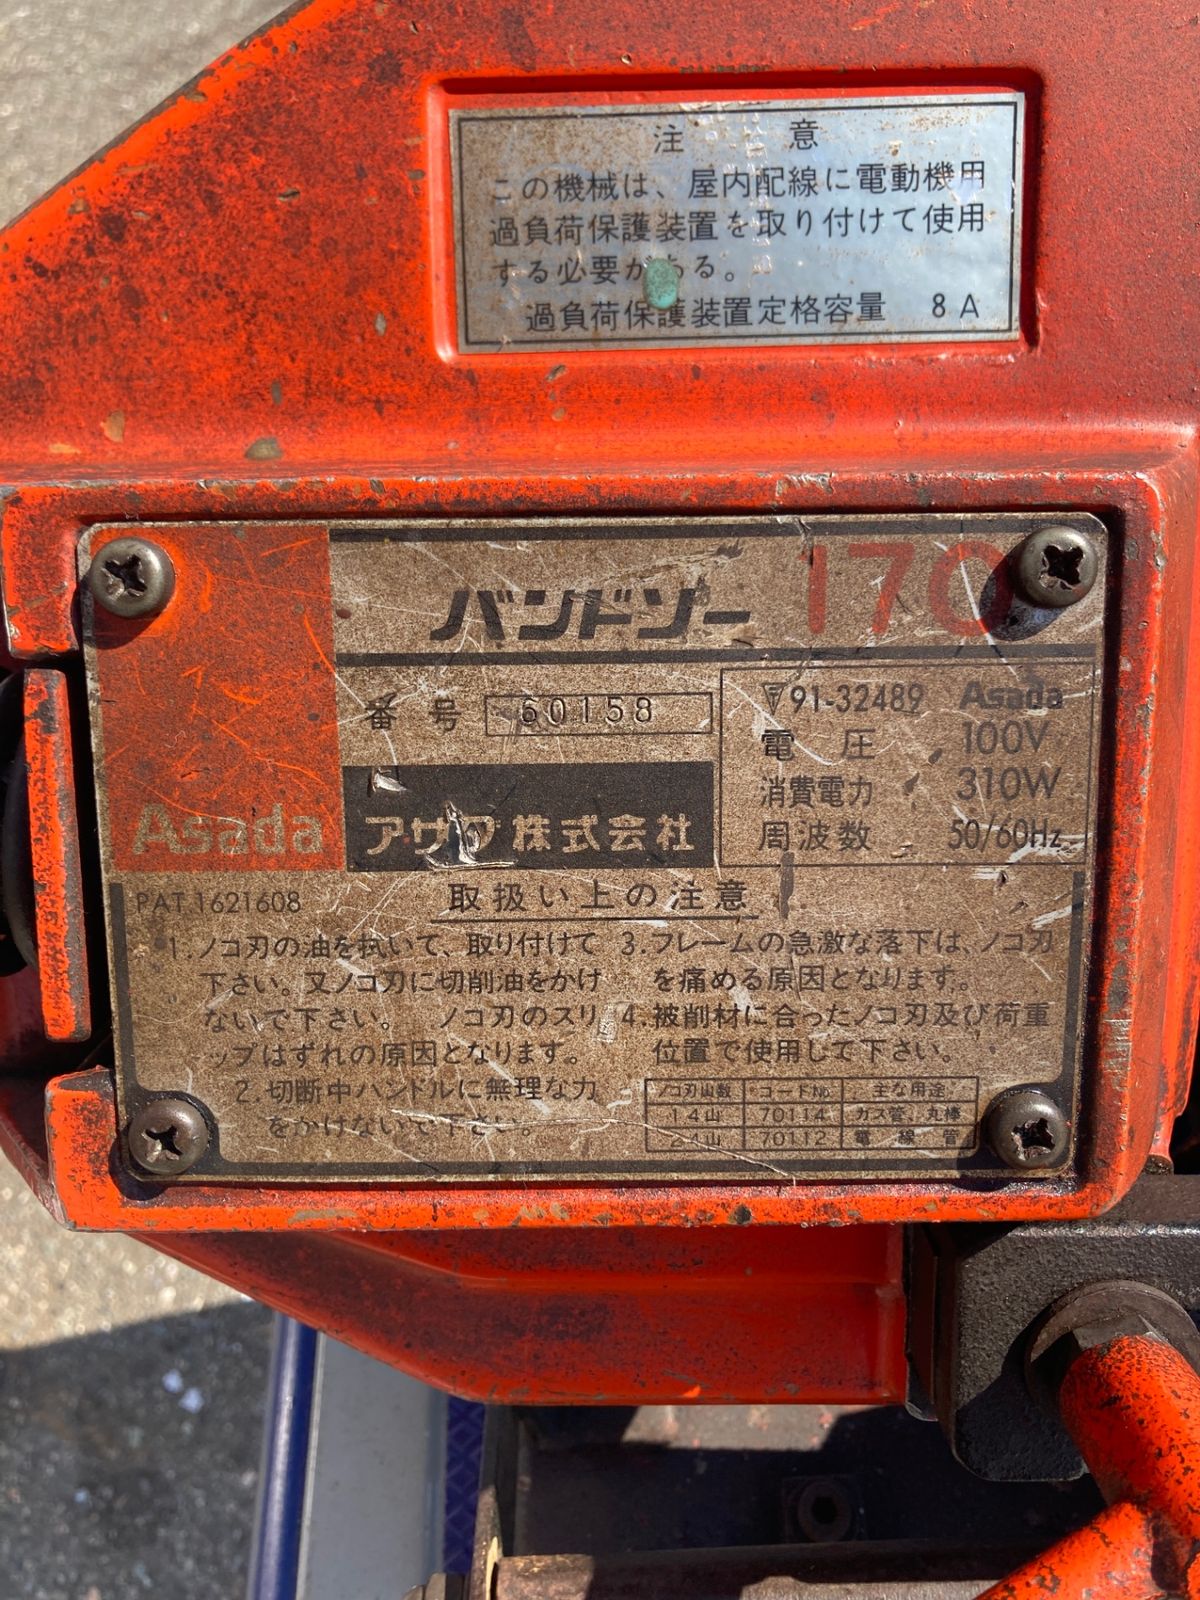 注意
この機械は、屋内配線に電動機用
過負荷保護装置を取り付けて使用
する必要がある。
過負荷保護装置定格容量 8A
バンドソー 170
番号 60158
▽91-32489 Asada
電圧 100V
消費電力 310W
周波数 50/60Hz
Asada
アサダ株式会社
PAT.1621608
取扱い上の注意
1.ノコ刃の油を拭いて、取り付けて
下さい。又ノコ刃に切削油をかけ
ないで下さい。 ノコ刃のスリ
ップはずれの原因となります。
2.切断中ハンドルに無理な力
をかけないで下さい。
3.フレームの急激な落下は、ノコ刃
を痛める原因となります。
4.被削材に合ったノコ刃及び荷重
位置で使用して下さい。
ノコ刃山数 コードNo. 主な用途
14山 70114 ガス管、丸棒
24山 70112 電線管